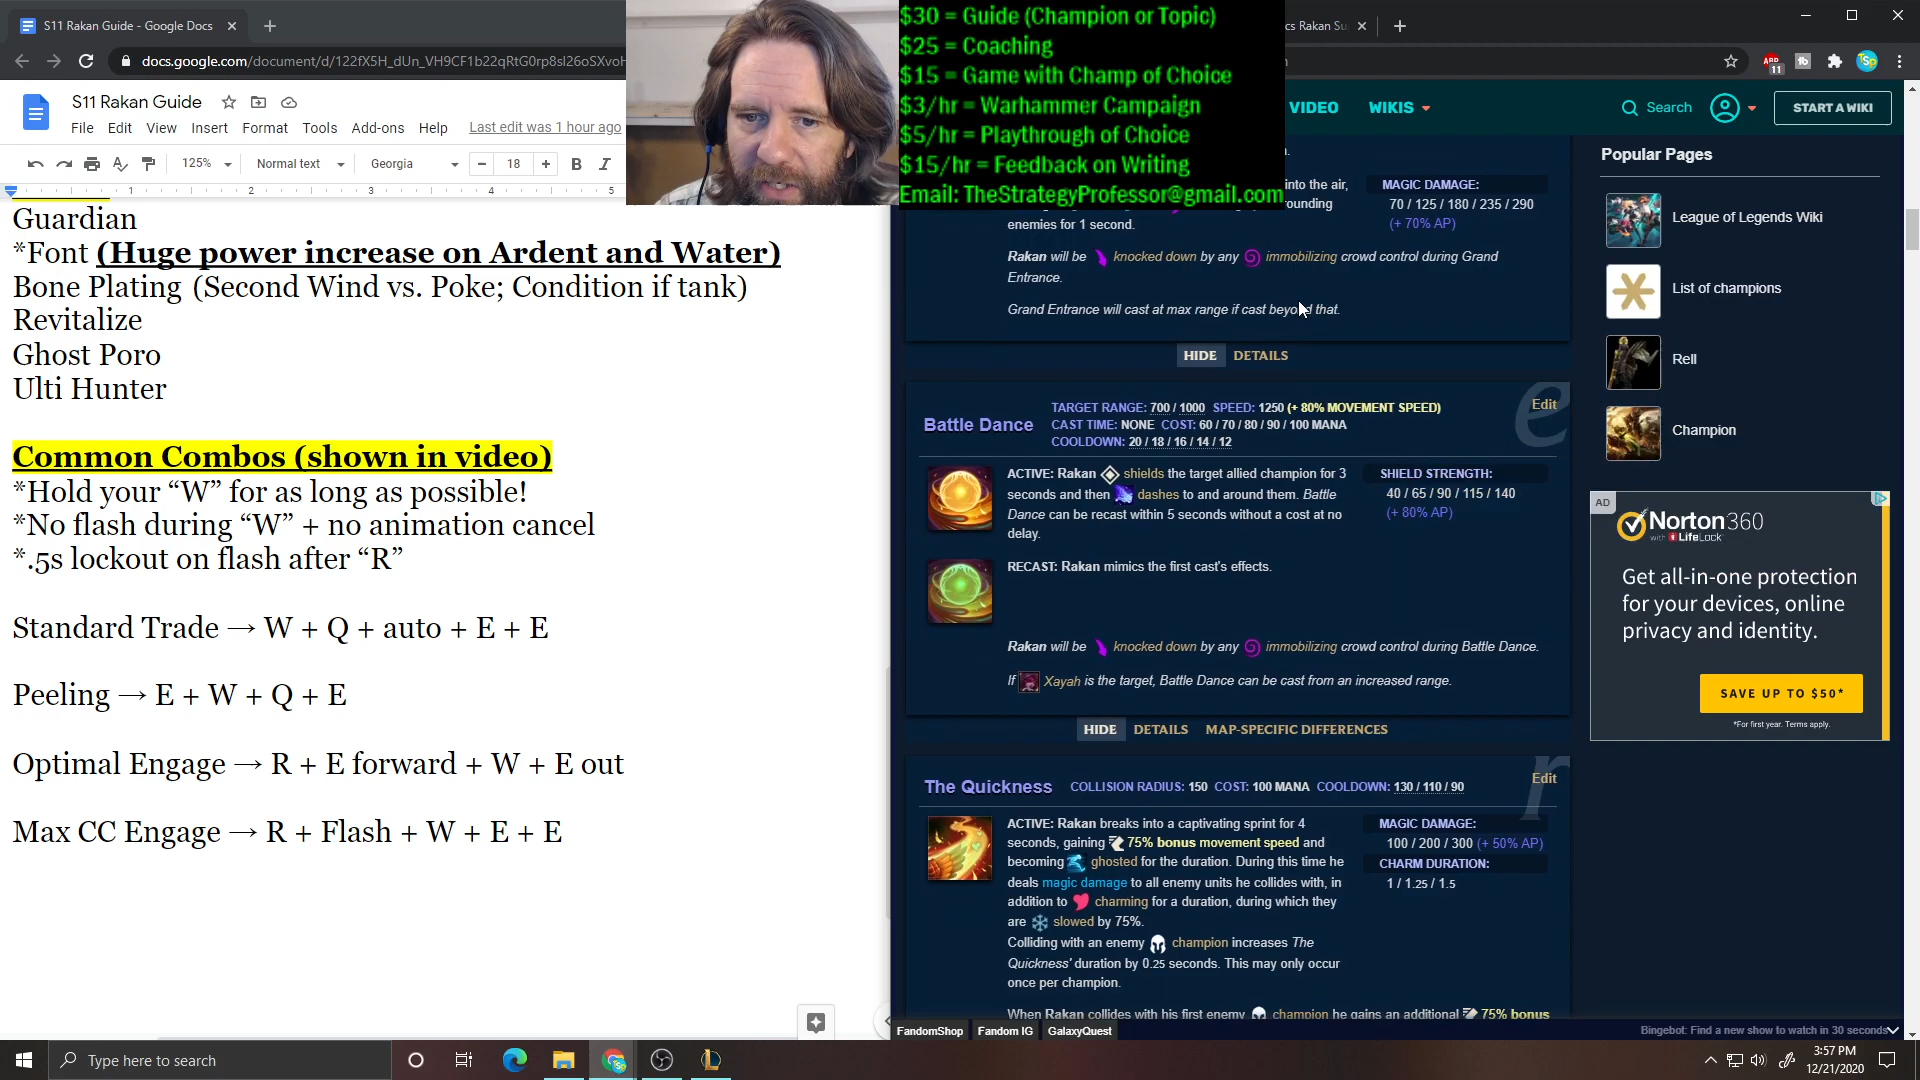 S11 Rakan Guide - Google Docs
docs.google.com/document/d/122fX5H_dUn_VH9CF1b22qRtG0rp8sl26oSXvoH
S11 Rakan Guide
File Edit View Insert Format Tools Add-ons Help Last edit was 1 hour ago
125% Normal text Georgia 18 B I
1 2 3 4 5
Guardian
*Font (Huge power increase on Ardent and Water)
Bone Plating (Second Wind vs. Poke; Condition if tank)
Revitalize
Ghost Poro
Ulti Hunter
Common Combos (shown in video)
*Hold your “W” for as long as possible!
*No flash during “W” + no animation cancel
*.5s lockout on flash after “R”
Standard Trade → W + Q + auto + E + E
Peeling → E + W + Q + E
Optimal Engage → R + E forward + W + E out
Max CC Engage → R + Flash + W + E + E
$30 = Guide (Champion or Topic)
$25 = Coaching
$15 = Game with Champ of Choice
$3/hr = Warhammer Campaign
$5/hr = Playthrough of Choice
$15/hr = Feedback on Writing
Email: TheStrategyProfessor@gmail.com
cs Rakan Su
ABP 11
VIDEO WIKIS Search START A WIKI
into the air,
rounding
enemies for 1 second.
MAGIC DAMAGE:
70 / 125 / 180 / 235 / 290
(+ 70% AP)
Rakan will be knocked down by any immobilizing crowd control during Grand
Entrance.
Grand Entrance will cast at max range if cast beyond that.
HIDE DETAILS
Battle Dance
TARGET RANGE: 700 / 1000 SPEED: 1250 (+ 80% MOVEMENT SPEED)
CAST TIME: NONE COST: 60 / 70 / 80 / 90 / 100 MANA
COOLDOWN: 20 / 18 / 16 / 14 / 12
e
Edit
ACTIVE: Rakan shields the target allied champion for 3
seconds and then dashes to and around them. Battle
Dance can be recast within 5 seconds without a cost at no
delay.
SHIELD STRENGTH:
40 / 65 / 90 / 115 / 140
(+ 80% AP)
RECAST: Rakan mimics the first cast's effects.
Rakan will be knocked down by any immobilizing crowd control during Battle Dance.
If Xayah is the target, Battle Dance can be cast from an increased range.
HIDE DETAILS MAP-SPECIFIC DIFFERENCES
The Quickness COLLISION RADIUS: 150 COST: 100 MANA COOLDOWN: 130 / 110 / 90
r
Edit
ACTIVE: Rakan breaks into a captivating sprint for 4
seconds, gaining 75% bonus movement speed and
becoming ghosted for the duration. During this time he
deals magic damage to all enemy units he collides with, in
addition to charming for a duration, during which they
are slowed by 75%.
Colliding with an enemy champion increases The
Quickness' duration by 0.25 seconds. This may only occur
once per champion.
When Rakan collides with his first enemy champion he gains an additional 75% bonus
MAGIC DAMAGE:
100 / 200 / 300 (+ 50% AP)
CHARM DURATION:
1 / 1.25 / 1.5
Popular Pages
League of Legends Wiki
List of champions
Rell
Champion
AD
Norton360
with LifeLock
Get all-in-one protection
for your devices, online
privacy and identity.
SAVE UP TO $50*
*For first year. Terms apply.
FandomShop Fandom IG GalaxyQuest
Bingebot: Find a new show to watch in 30 seconds
Type here to search
3:57 PM
12/21/2020